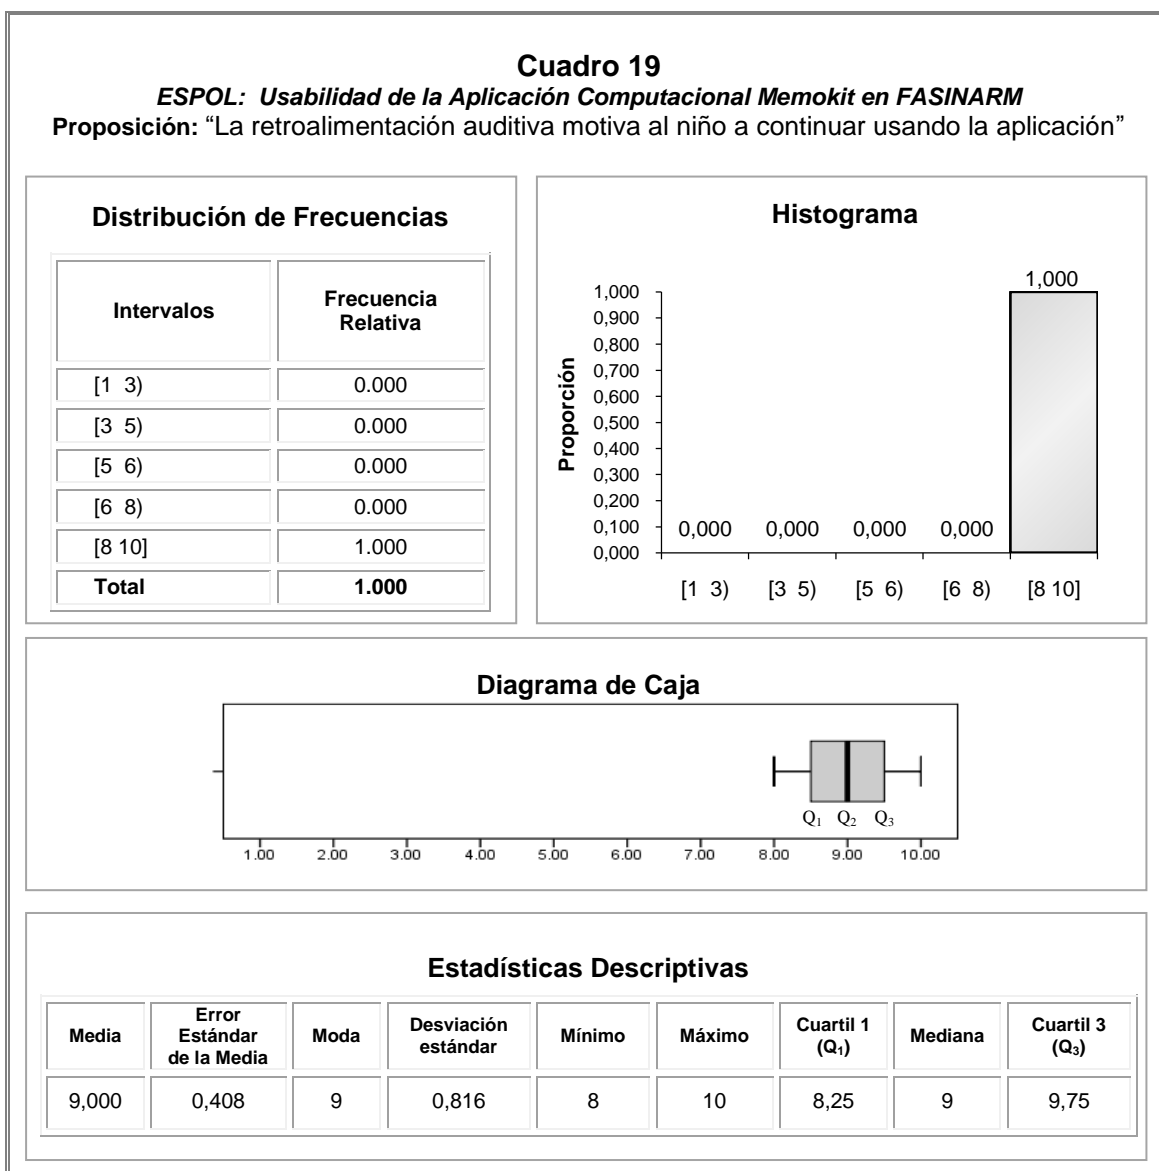 Cuadro 19
ESPOL: Usabilidad de la Aplicación Computacional Memokit en FASINARM
Proposición: “La retroalimentación auditiva motiva al niño a continuar usando la aplicación”
Distribución de Frecuencias
Intervalos Frecuencia Relativa
[1 3) 0.000
[3 5) 0.000
[5 6) 0.000
[6 8) 0.000
[8 10] 1.000
Total 1.000
Histograma
Proporción
1,000
0,900
0,800
0,700
0,600
0,500
0,400
0,300
0,200
0,100
0,000
0,000 0,000 0,000 0,000 1,000
[1 3) [3 5) [5 6) [6 8) [8 10]
Diagrama de Caja
Q1 Q2 Q3
1.00 2.00 3.00 4.00 5.00 6.00 7.00 8.00 9.00 10.00
Estadísticas Descriptivas
Media Error Estándar de la Media Moda Desviación estándar Mínimo Máximo Cuartil 1 (Q1) Mediana Cuartil 3 (Q3)
9,000 0,408 9 0,816 8 10 8,25 9 9,75